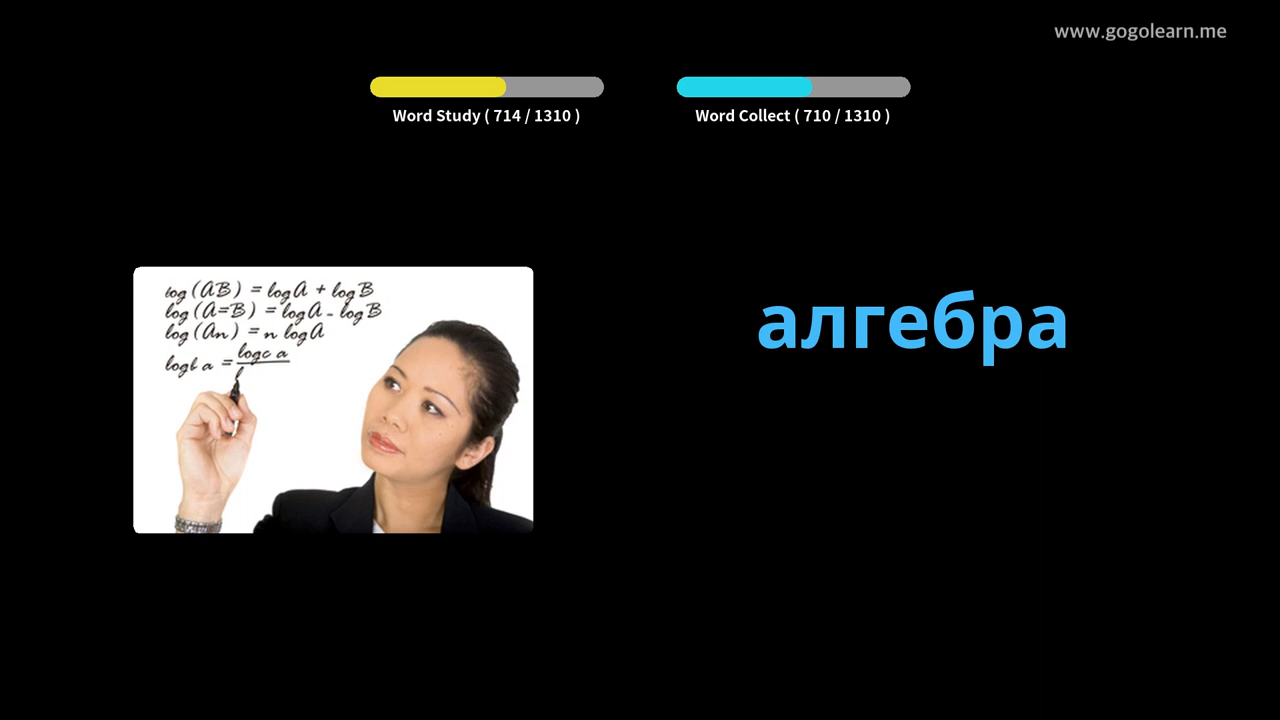 www.gogolearn.me
Word Study ( 714 / 1310 )
Word Collect ( 710 / 1310 )
log (AB) = log A + log B
log (A=B) = log A - log B
log (An) = n log A
logb a = logc a
алгебра